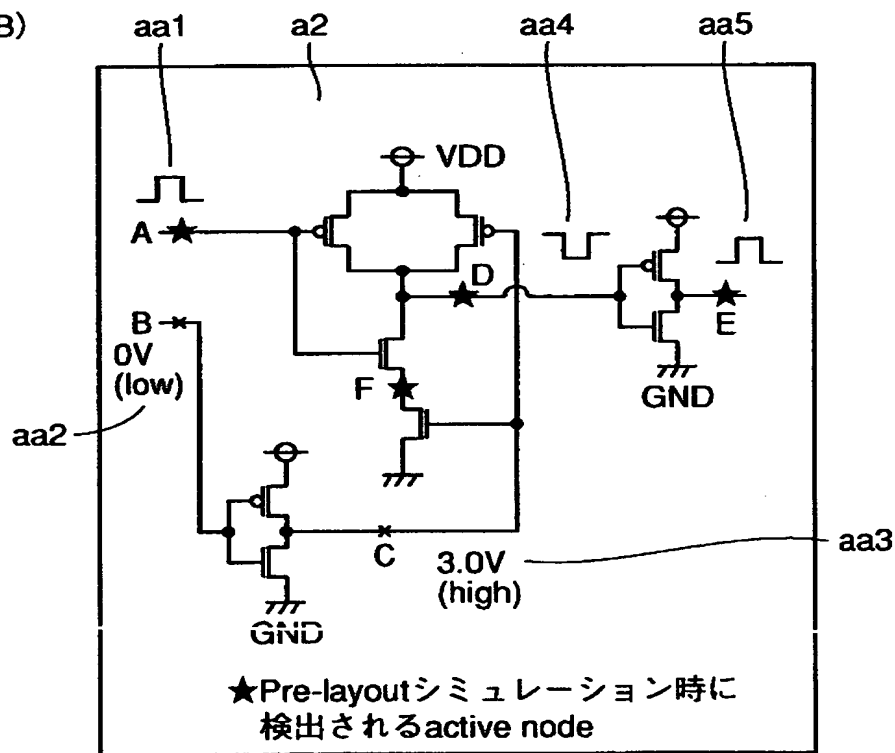 B)
aa1
a2
aa4
aa5
VDD
A
D
B
0V
(low)
E
F
GND
aa2
C
3.0V
(high)
aa3
GND
★Pre-layoutシミュレーション時に
検出されるactive node